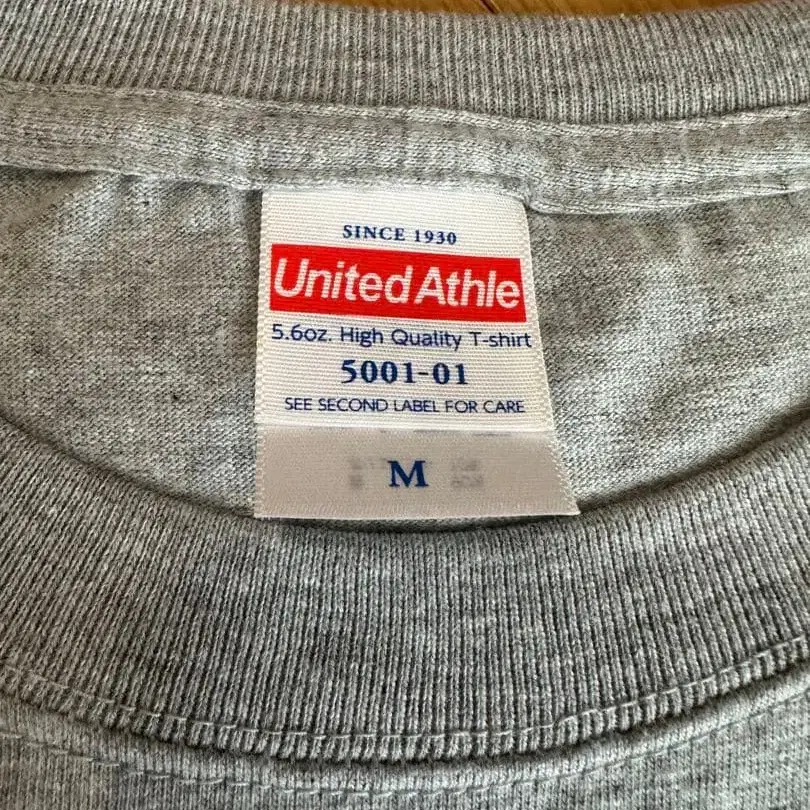 SINCE 1930
United Athle
5.6oz. High Quality T-shirt
5001-01
SEE SECOND LABEL FOR CARE
M